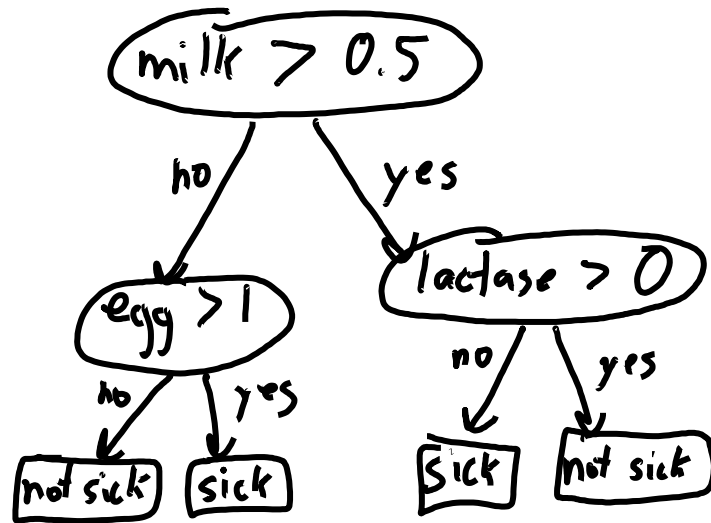 milk > 0.5
no
yes
egg > 1
lactase > 0
no
yes
no
yes
not sick
sick
sick
not sick